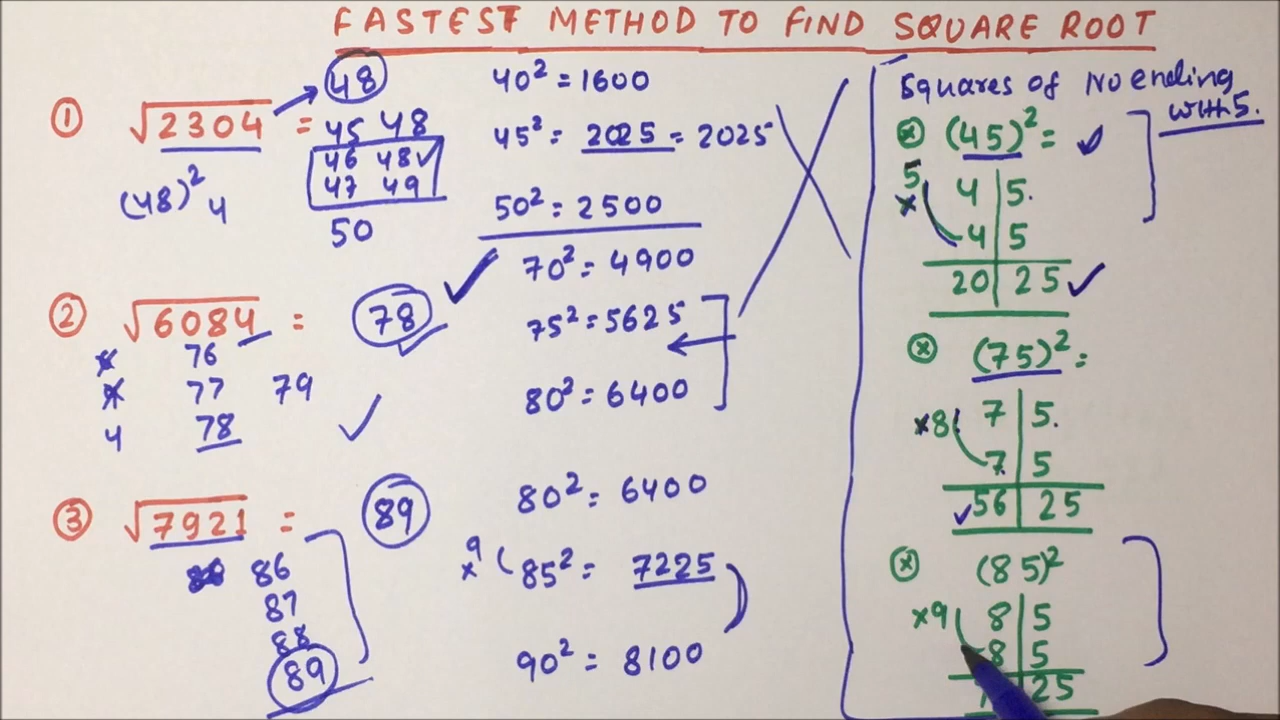 FASTEST METHOD TO FIND SQUARE ROOT
① √2304 =
48
45 48
46 48✓
47 49
50
(48)² 4
40² = 1600
45² = 2025 = 2025
50² = 2500
② √6084 =
78
76
77 79
4 78
70² = 4900
75² = 5625
80² = 6400
③ √7921 =
89
86
87
88
89
80² = 6400
×9 85² = 7225
90² = 8100
Squares of No ending
with 5.
(45)² =
5 × 4 | 5.
4 | 5
20 | 25
(75)² =
×8 7 | 5.
7. | 5
56 | 25
(85)²
×9 8 | 5
8 | 5
25